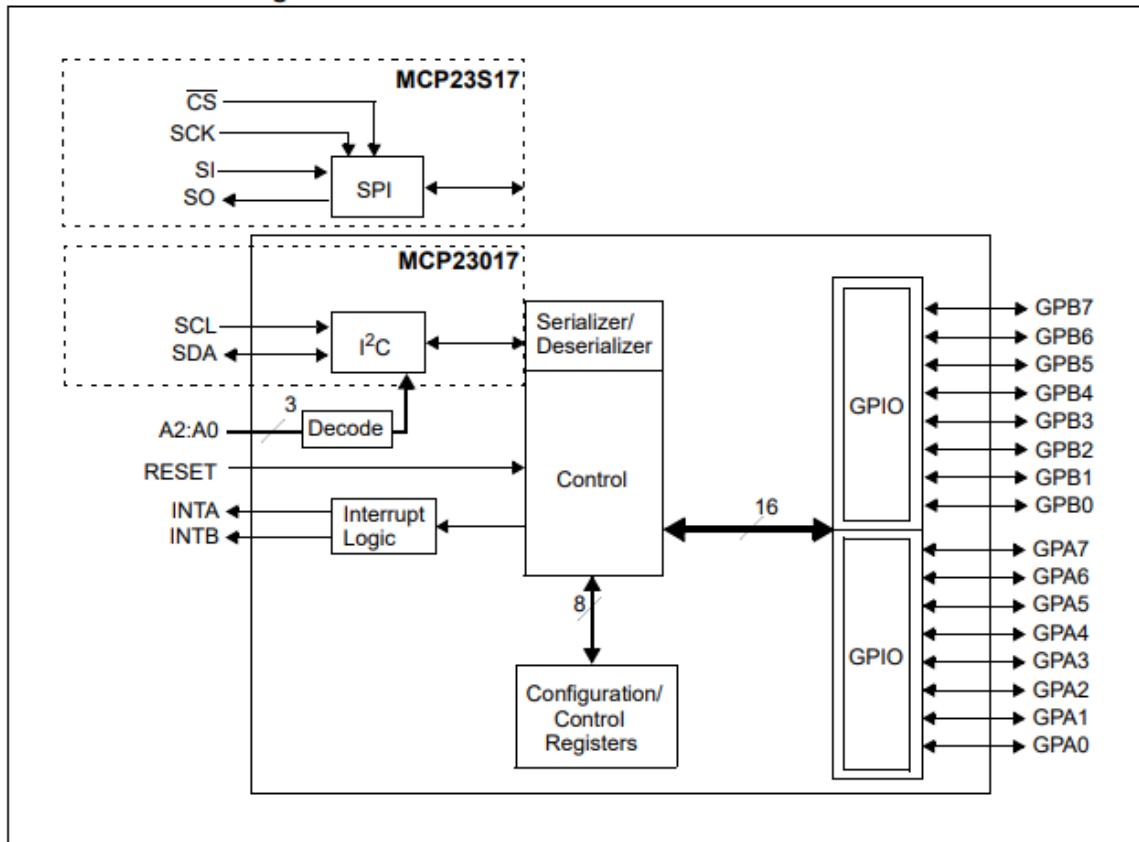 MCP23S17
CS
SCK
SI
SO
SPI
MCP23017
SCL
SDA
I²C
Serializer/
Deserializer
3
A2:A0
Decode
RESET
Control
INTA
INTB
Interrupt
Logic
16
8
Configuration/
Control
Registers
GPIO
GPB7
GPB6
GPB5
GPB4
GPB3
GPB2
GPB1
GPB0
GPIO
GPA7
GPA6
GPA5
GPA4
GPA3
GPA2
GPA1
GPA0